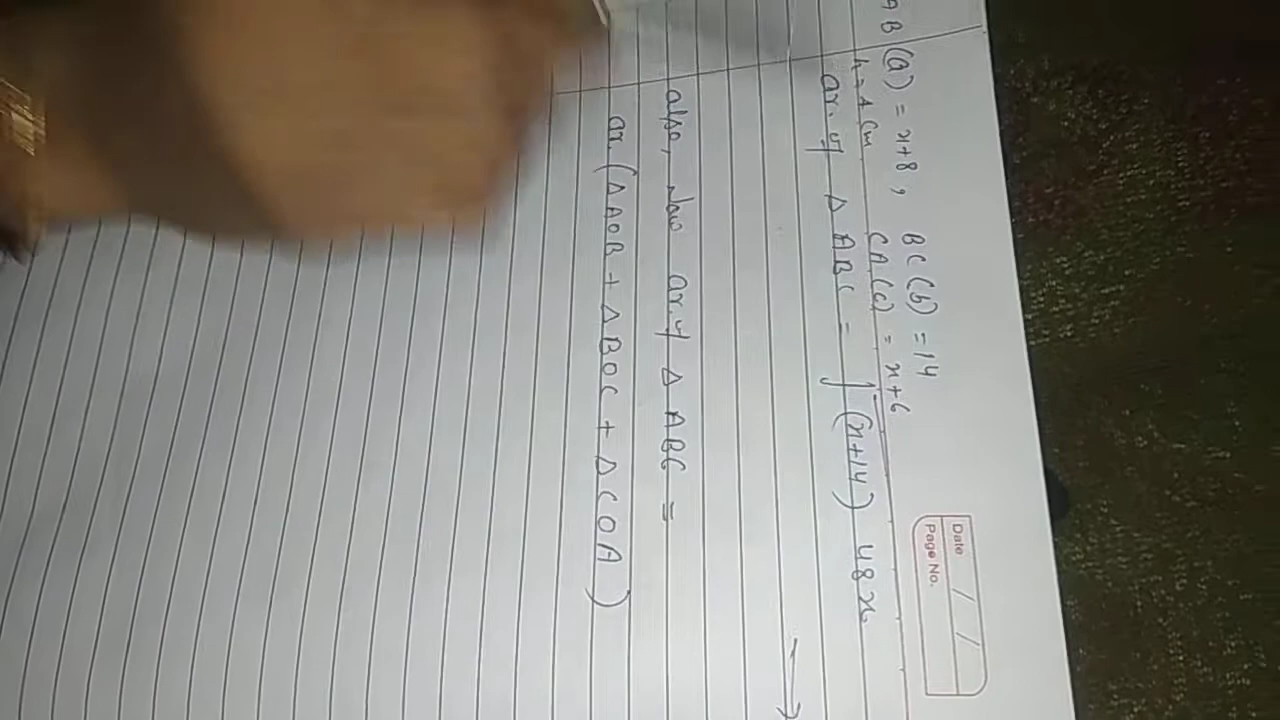 Date / /
Page No.
AB (a) = x+8, BC (b) = 14
h = 4 cm CA (c) = x+6
ar. of Δ ABC = √(x+14) 48x
also, Now ar. of Δ ABC =
ar. (Δ AOB + Δ BOC + Δ COA)